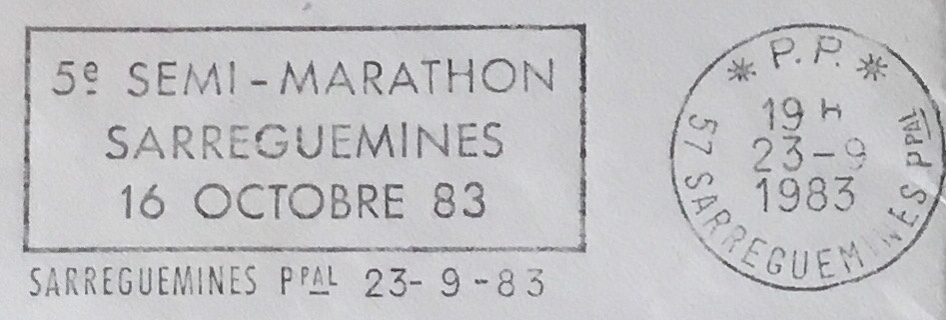 5e SEMI-MARATHON
SARREGUEMINES
16 OCTOBRE 83
SARREGUEMINES PPAL 23-9-83
* P.P. *
19 H
23-9
1983
57 SARREGUEMINES PPAL